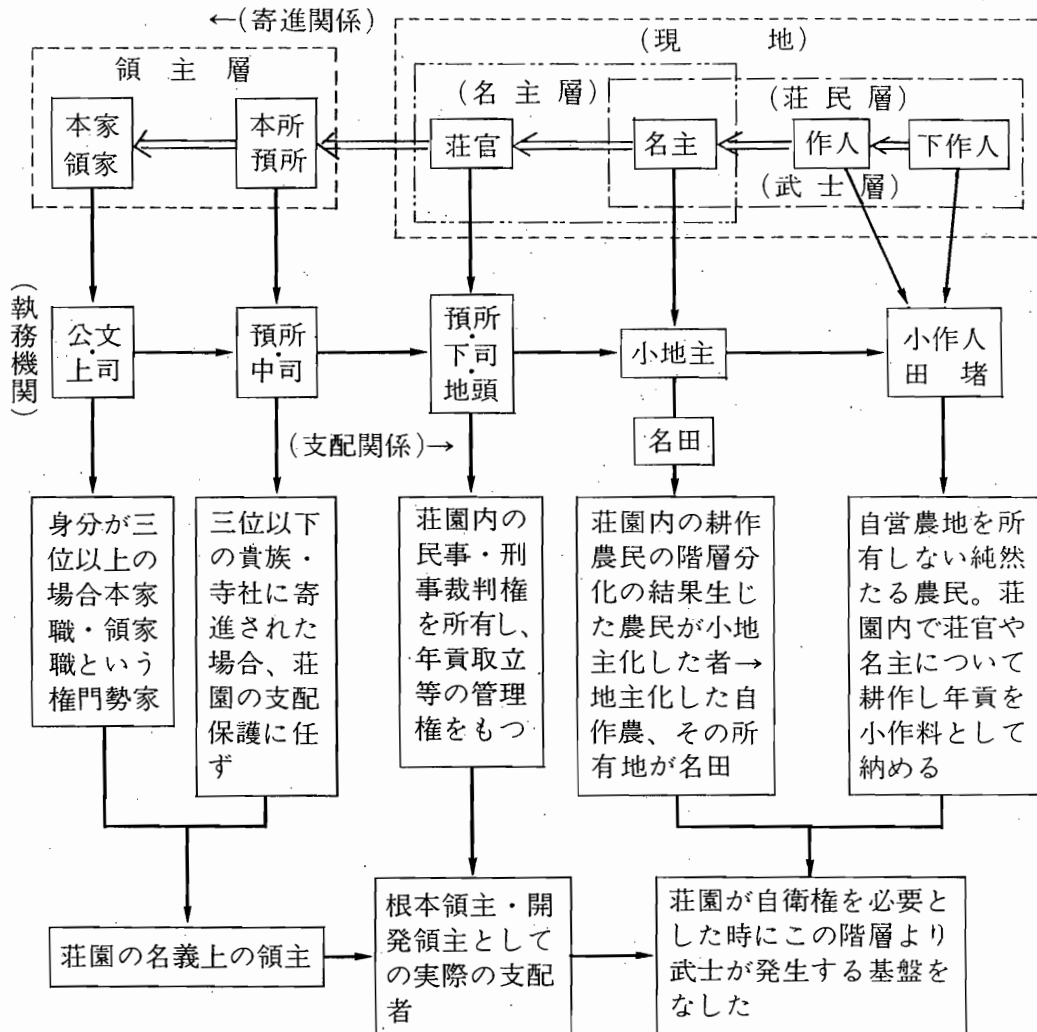 ←(寄進関係)
(現　　地)
領主層
(名主層)
(荘民層)
本家
領家
本所
預所
荘官
名主
作人
下作人
(武士層)
(執務機関)
公文・上司
預所・中司
預所・下司・地頭
小地主
小作人
田堵
(支配関係)→
名田
身分が三
位以上の
場合本家
職・領家
職という
権門勢家
三位以下
の貴族・
寺社に寄
進された
場合、荘
園の支配
保護に任
ず
荘園内の
民事・刑
事裁判権
を所有し、
年貢取立
等の管理
権をもつ
荘園内の耕作
農民の階層分
化の結果生じ
た農民が小地
主化した者→
地主化した自
作農、その所
有地が名田
自営農地を所
有しない純然
たる農民。荘
園内で荘官や
名主について
耕作し年貢を
小作料として
納める
荘園の名義上の領主
根本領主・開
発領主として
の実際の支配
者
荘園が自衛権を必要と
した時にこの階層より
武士が発生する基盤を
なした